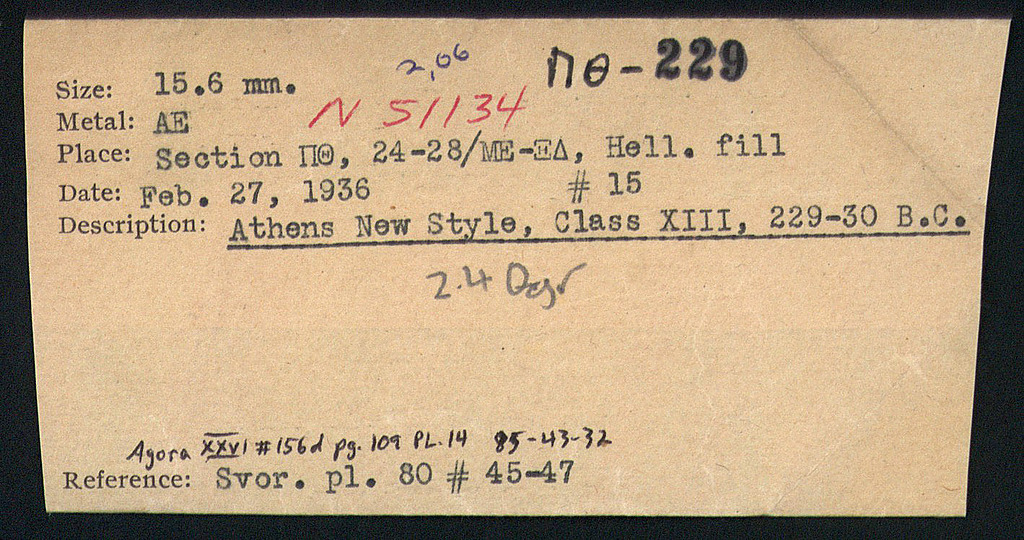 2,06 ΠΘ-229
Size: 15.6 mm.
Metal: AE N 51134
Place: Section ΠΘ, 24-28/ΜΕ-ΞΔ, Hell. fill
Date: Feb. 27, 1936 # 15
Description: Athens New Style, Class XIII, 229-30 B.C.
2.4
Agora XXVI #156d pg. 109 PL. 14 85-43-32
Reference: Svor. pl. 80 # 45-47